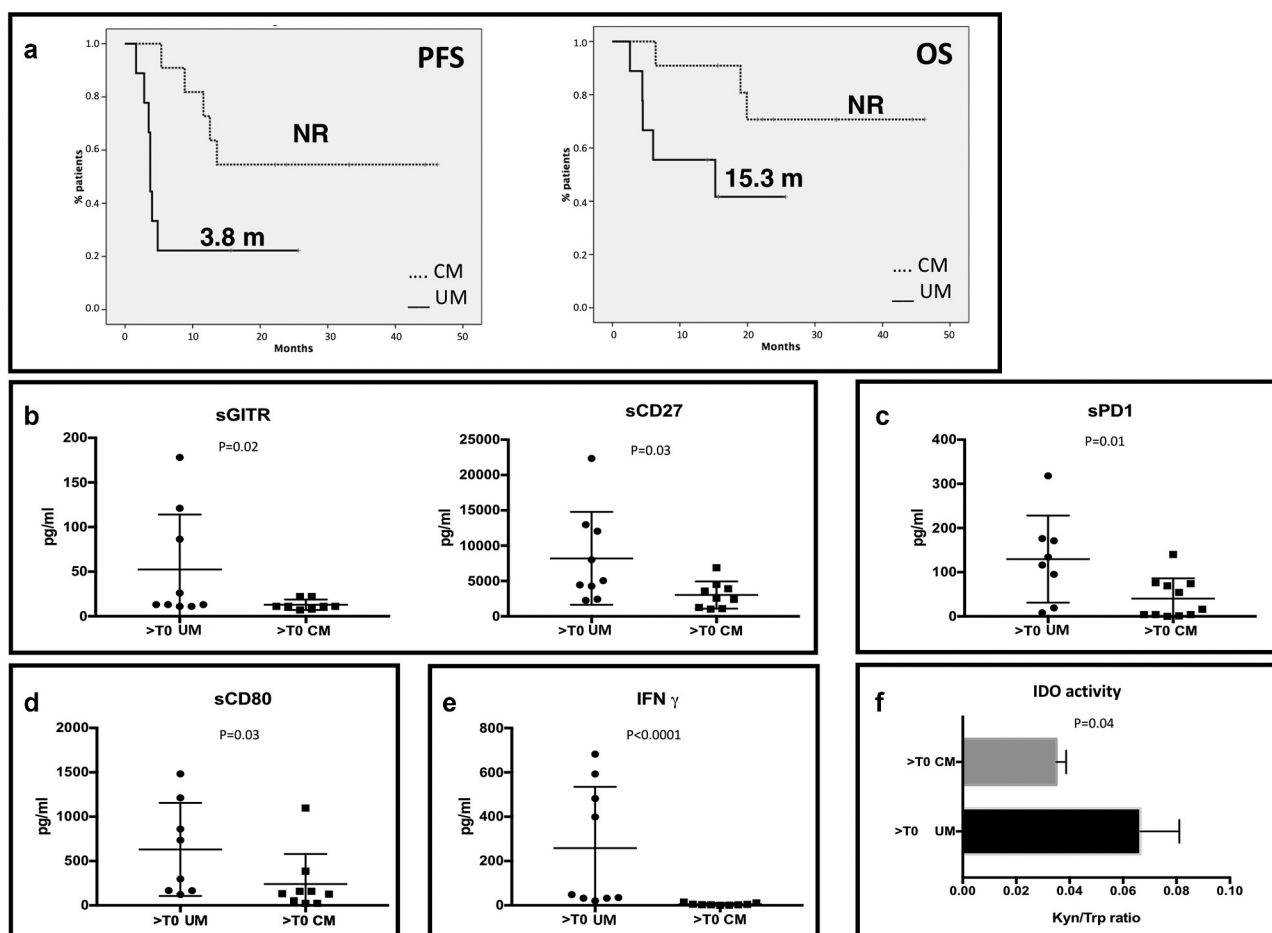 a
PFS
1.0
0.8
0.6
0.4
0.2
0.0
% patients
NR
3.8 m
CM
UM
0 10 20 30 40 50
Months
OS
1.0
0.8
0.6
0.4
0.2
0.0
% patients
NR
15.3 m
CM
UM
0 10 20 30 40 50
Months
b
sGITR
P=0.02
200
150
100
50
0
pg/ml
>T0 UM >T0 CM
sCD27
P=0.03
25000
20000
15000
10000
5000
0
pg/ml
>T0 UM >T0 CM
c
sPD1
P=0.01
400
300
200
100
0
pg/ml
>T0 UM >T0 CM
d
sCD80
P=0.03
2000
1500
1000
500
0
pg/ml
>T0 UM >T0 CM
e
IFN γ
P<0.0001
800
600
400
200
0
pg/ml
>T0 UM >T0 CM
f
IDO activity
P=0.04
>T0 CM
>T0 UM
0.00 0.02 0.04 0.06 0.08 0.10
Kyn/Trp ratio